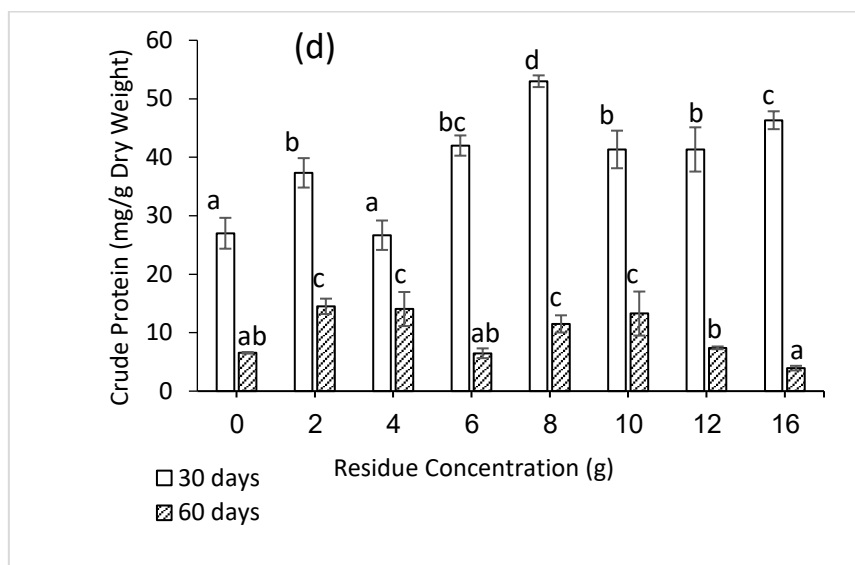 (d)
Crude Protein (mg/g Dry Weight)
60
50
40
30
20
10
0
a
b
a
bc
d
b
b
c
ab
c
c
ab
c
c
b
a
0 2 4 6 8 10 12 16
Residue Concentration (g)
30 days
60 days